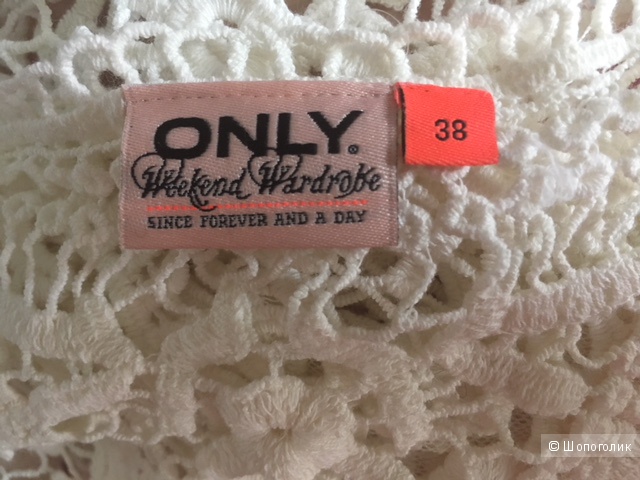 ONLY®
38
Weekend Wardrobe
SINCE FOREVER AND A DAY
© Шопоголик